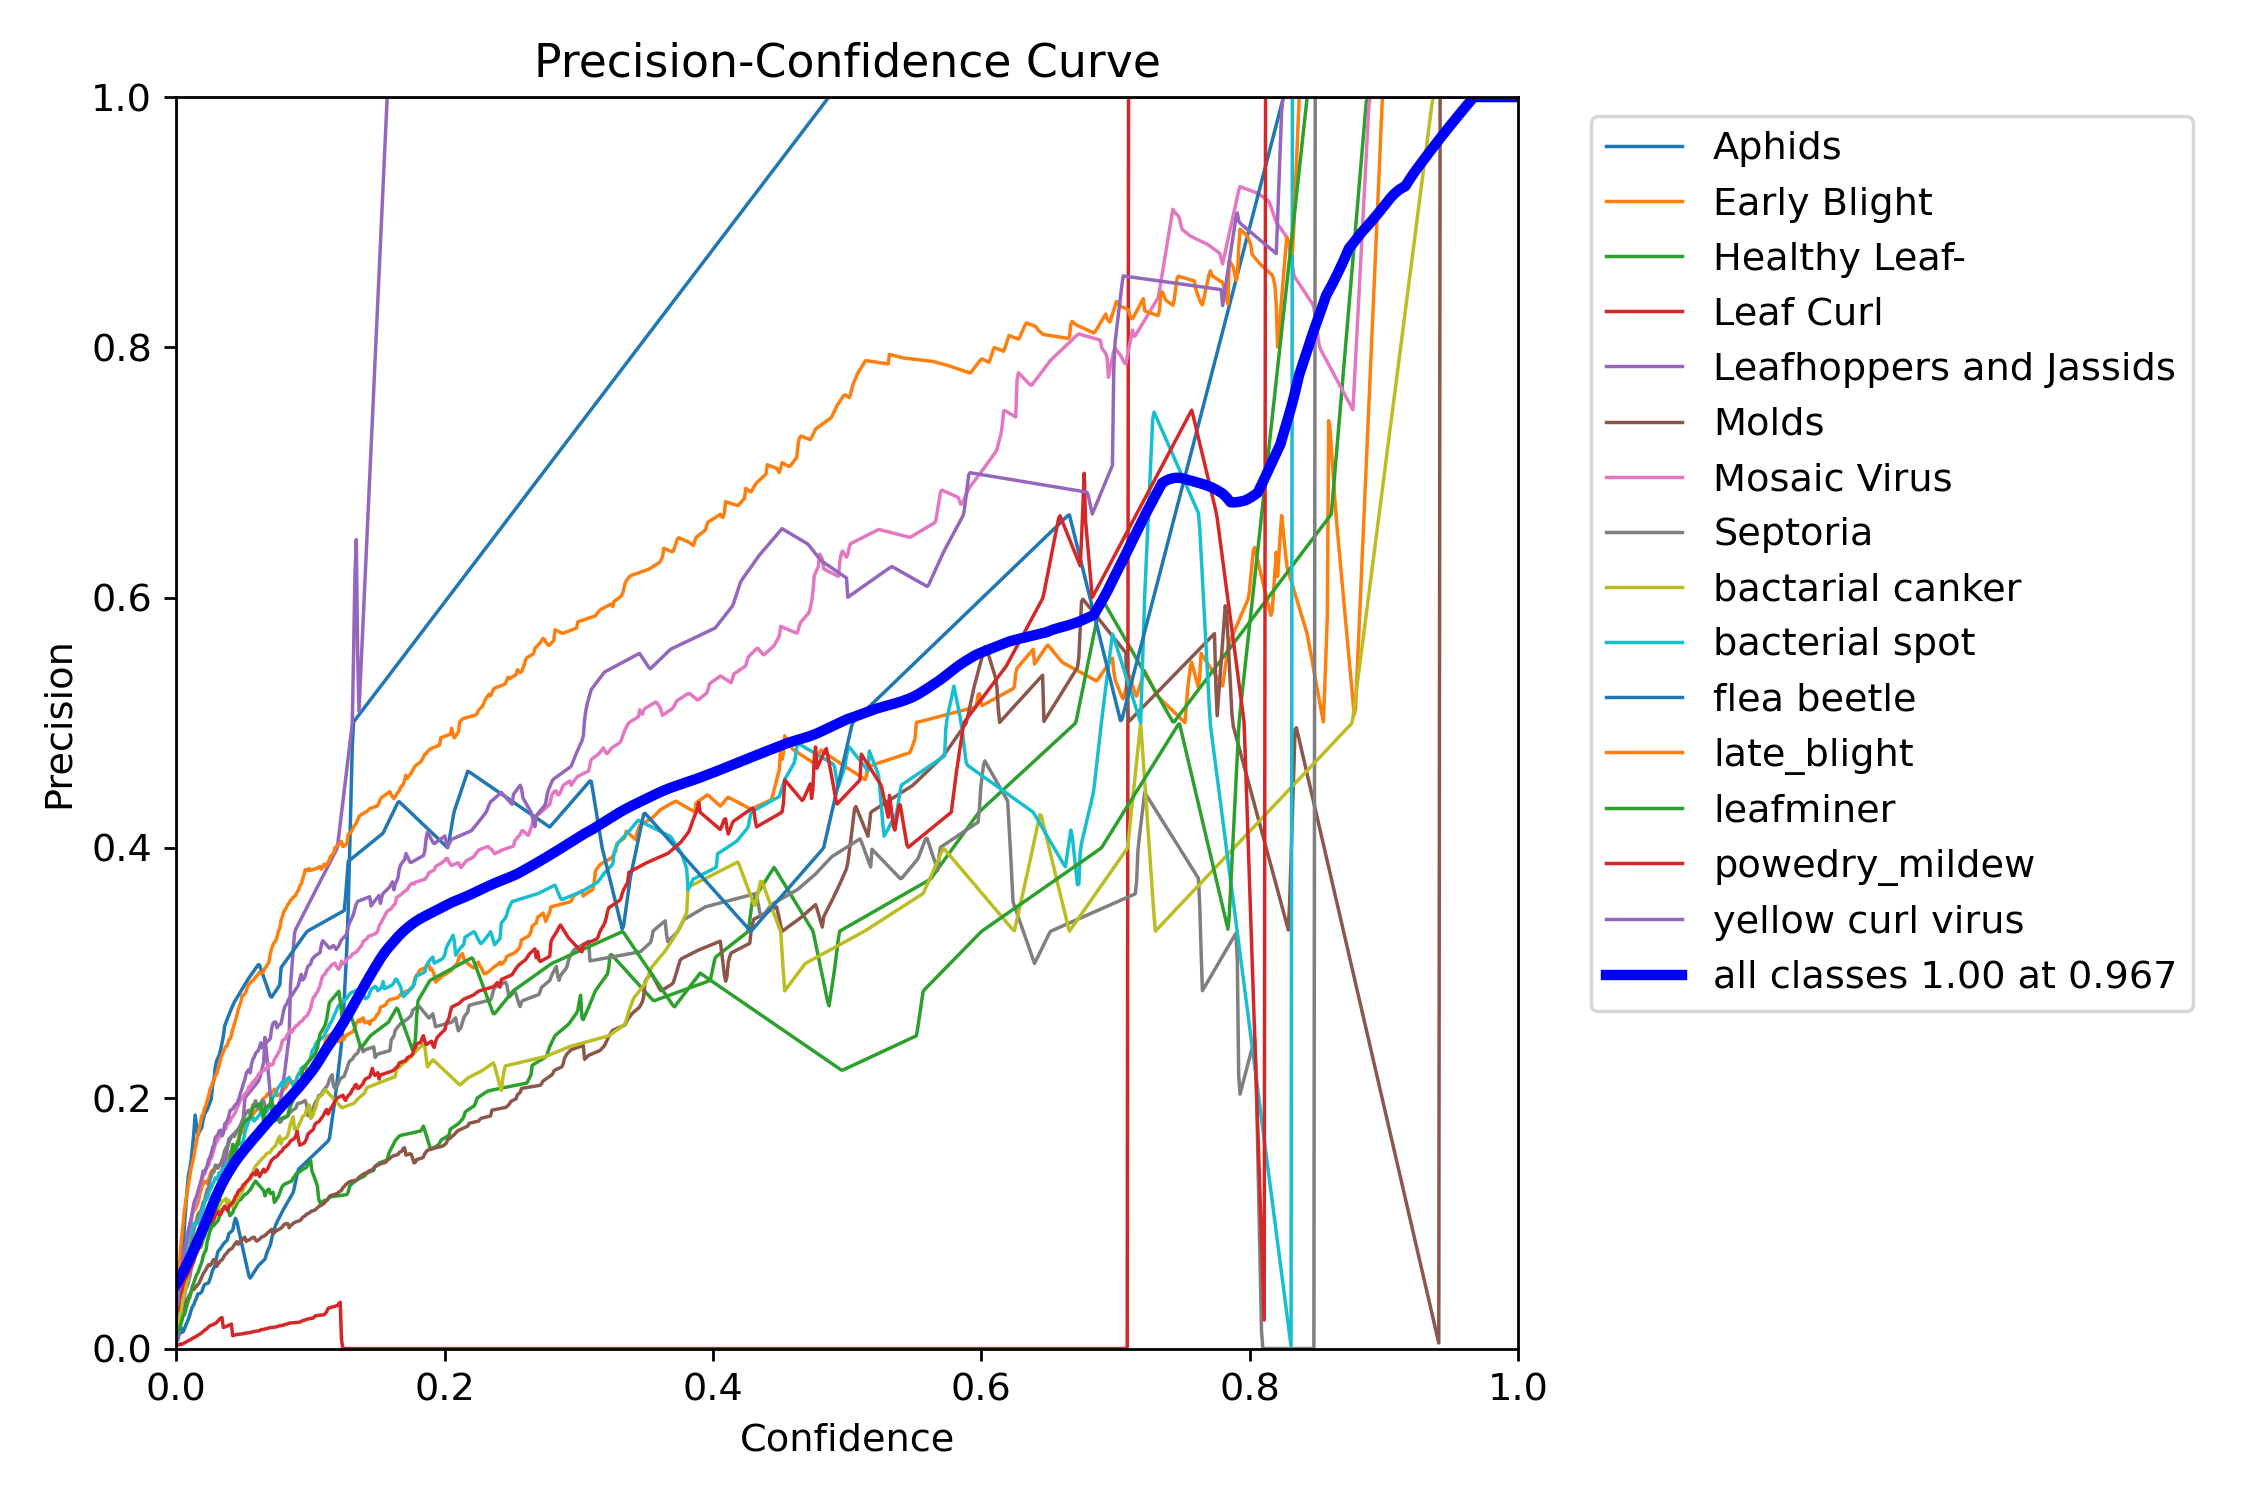 Precision-Confidence Curve
1.0
0.8
0.6
0.4
0.2
0.0
Precision
0.0 0.2 0.4 0.6 0.8 1.0
Confidence
Aphids
Early Blight
Healthy Leaf-
Leaf Curl
Leafhoppers and Jassids
Molds
Mosaic Virus
Septoria
bactarial canker
bacterial spot
flea beetle
late_blight
leafminer
powedry_mildew
yellow curl virus
all classes 1.00 at 0.967